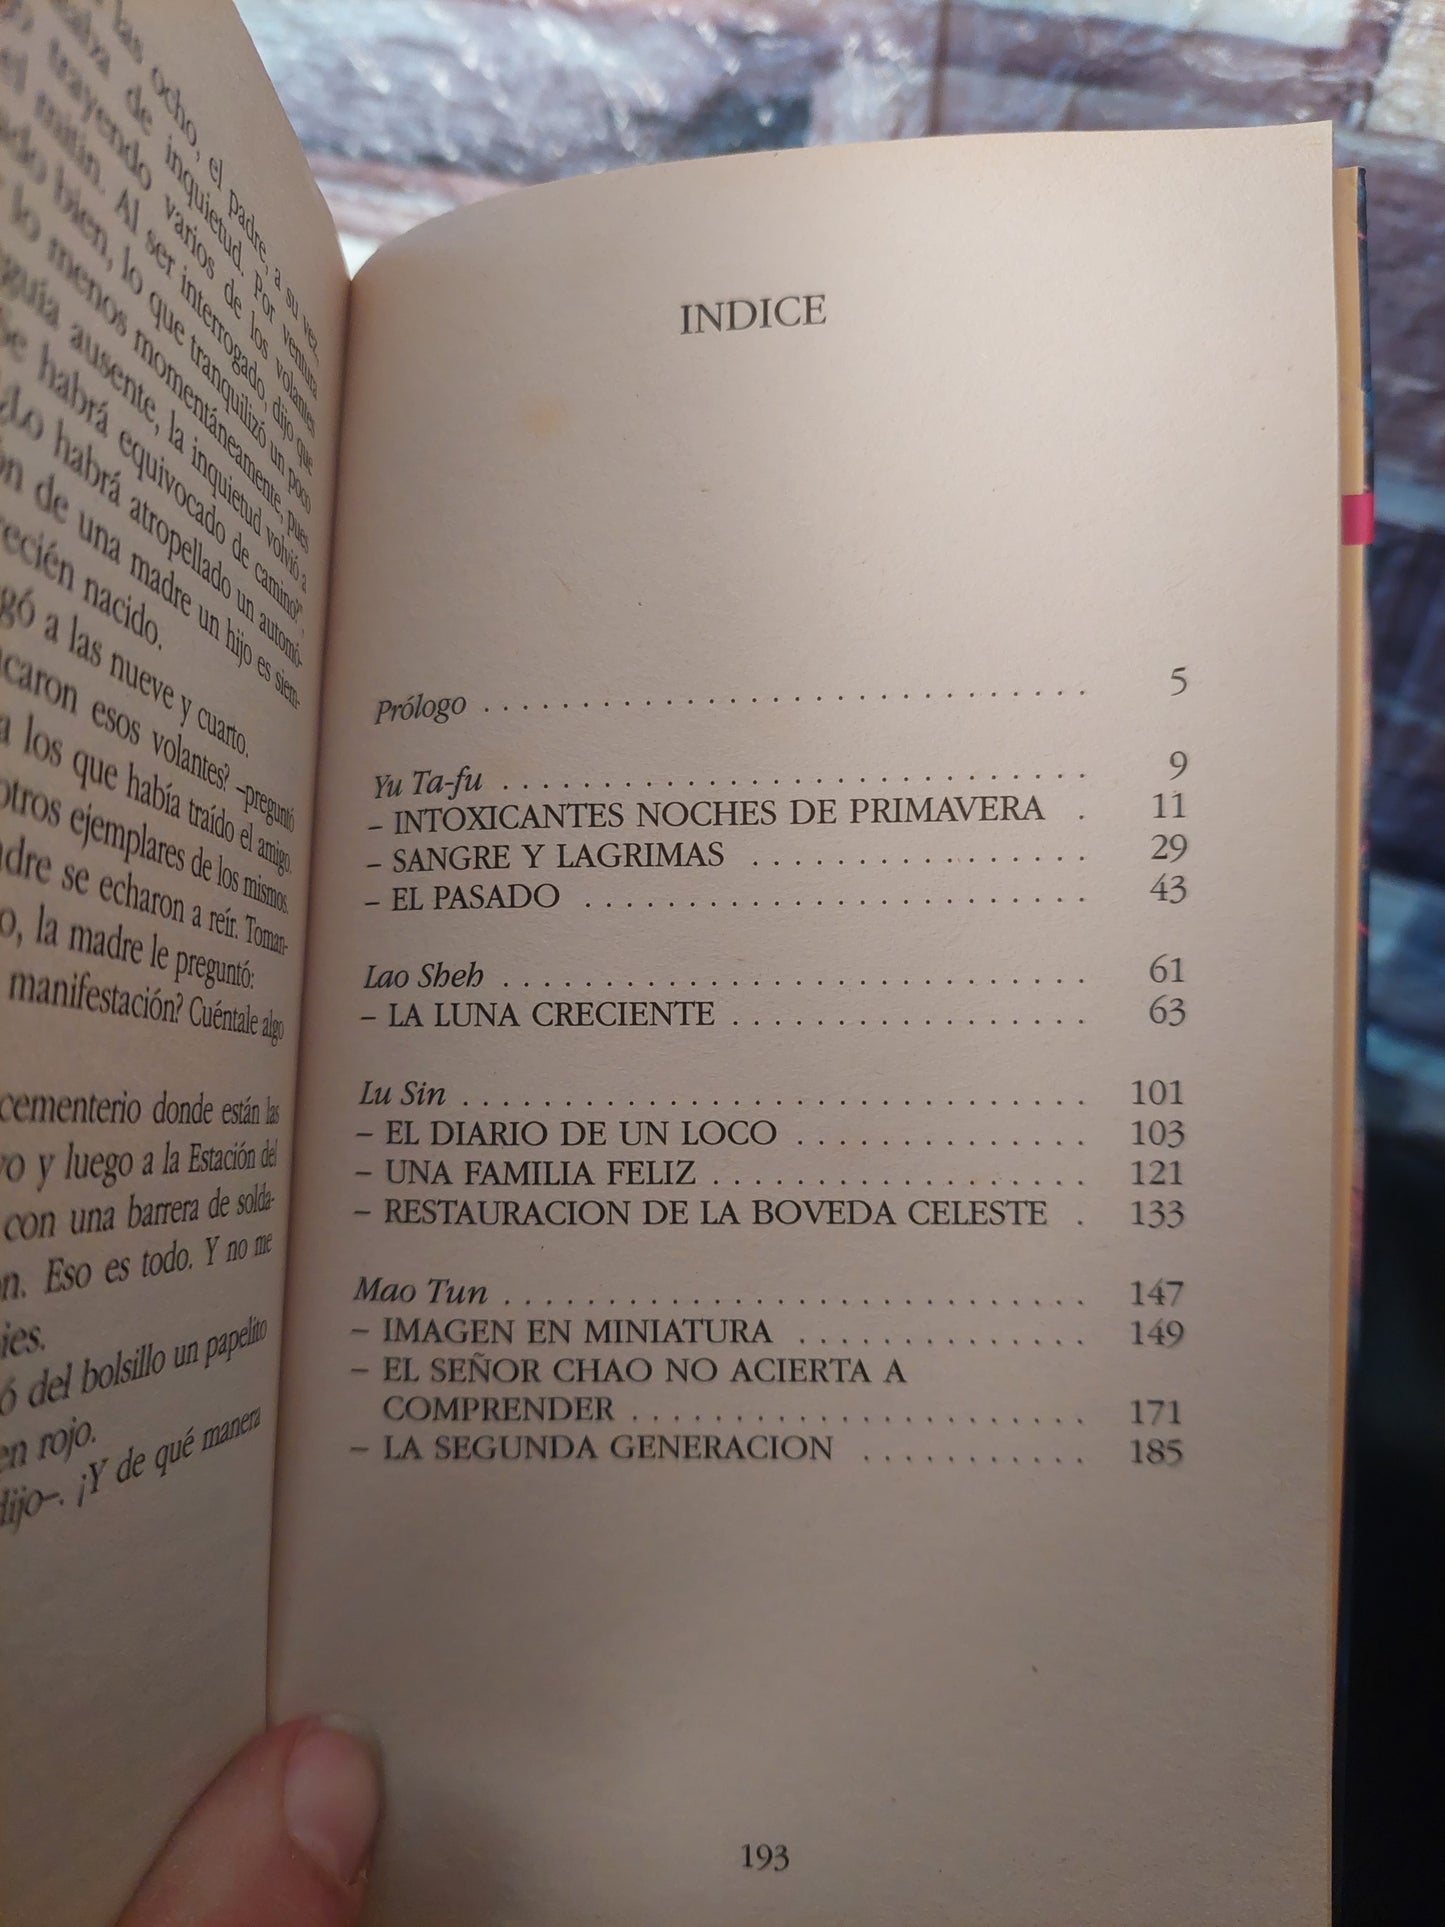 las ocho, el padre, a su vez,
de inquietud. Por ventura
trayendo varios de los volantes
mitin. Al ser interrogado, dijo que
bien, lo que tranquilizó un poco
lo menos momentáneamente, pues
ausente, la inquietud volvió a
Se habrá equivocado de camino?
¿Lo habrá atropellado un automó-
de una madre un hijo es siem-
recién nacido.
a las nueve y cuarto.
esos volantes? –preguntó
a los que había traído el amigo.
otros ejemplares de los mismos.
se echaron a reír. Toman-
la madre le preguntó:
manifestación? Cuéntale algo
cementerio donde están las
y luego a la Estación del
con una barrera de solda-
Eso es todo. Y no me
del bolsillo un papelito
en rojo.
dijo–. ¡Y de qué manera
INDICE
Prólogo . . . . . . . . . . . . . . . . . . . . . . . . 5
Yu Ta-fu . . . . . . . . . . . . . . . . . . . . . . . 9
– INTOXICANTES NOCHES DE PRIMAVERA . 11
– SANGRE Y LAGRIMAS . . . . . . . . . . . . . 29
– EL PASADO . . . . . . . . . . . . . . . . . . . . 43
Lao Sheh . . . . . . . . . . . . . . . . . . . . . . . 61
– LA LUNA CRECIENTE . . . . . . . . . . . . . . 63
Lu Sin . . . . . . . . . . . . . . . . . . . . . . . . . 101
– EL DIARIO DE UN LOCO . . . . . . . . . . . 103
– UNA FAMILIA FELIZ . . . . . . . . . . . . . . . 121
– RESTAURACION DE LA BOVEDA CELESTE . 133
Mao Tun . . . . . . . . . . . . . . . . . . . . . . . 147
– IMAGEN EN MINIATURA . . . . . . . . . . . 149
– EL SEÑOR CHAO NO ACIERTA A
COMPRENDER . . . . . . . . . . . . . . . . . . 171
– LA SEGUNDA GENERACION . . . . . . . . . 185
193